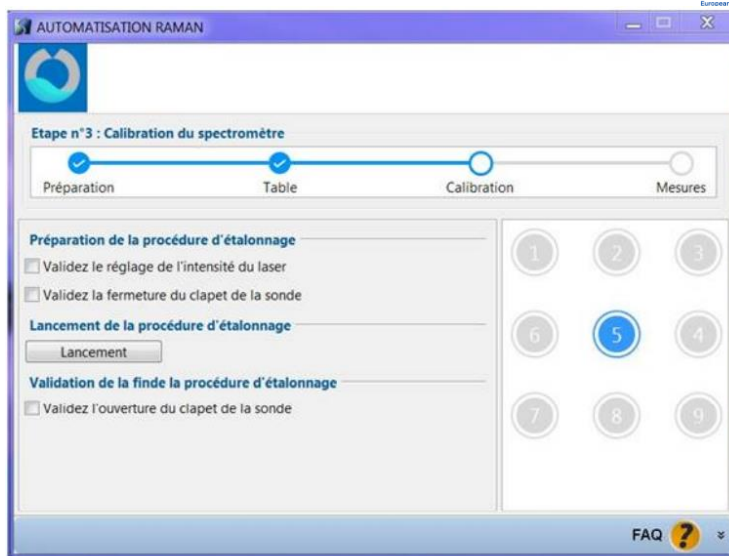 European
AUTOMATISATION RAMAN
Etape n°3 : Calibration du spectromètre
Préparation Table Calibration Mesures
Préparation de la procédure d'étalonnage
Validez le réglage de l'intensité du laser
Validez la fermeture du clapet de la sonde
Lancement de la procédure d'étalonnage
Lancement
Validation de la finde la procédure d'étalonnage
Validez l'ouverture du clapet de la sonde
1 2 3
6 5 4
7 8 9
FAQ ?